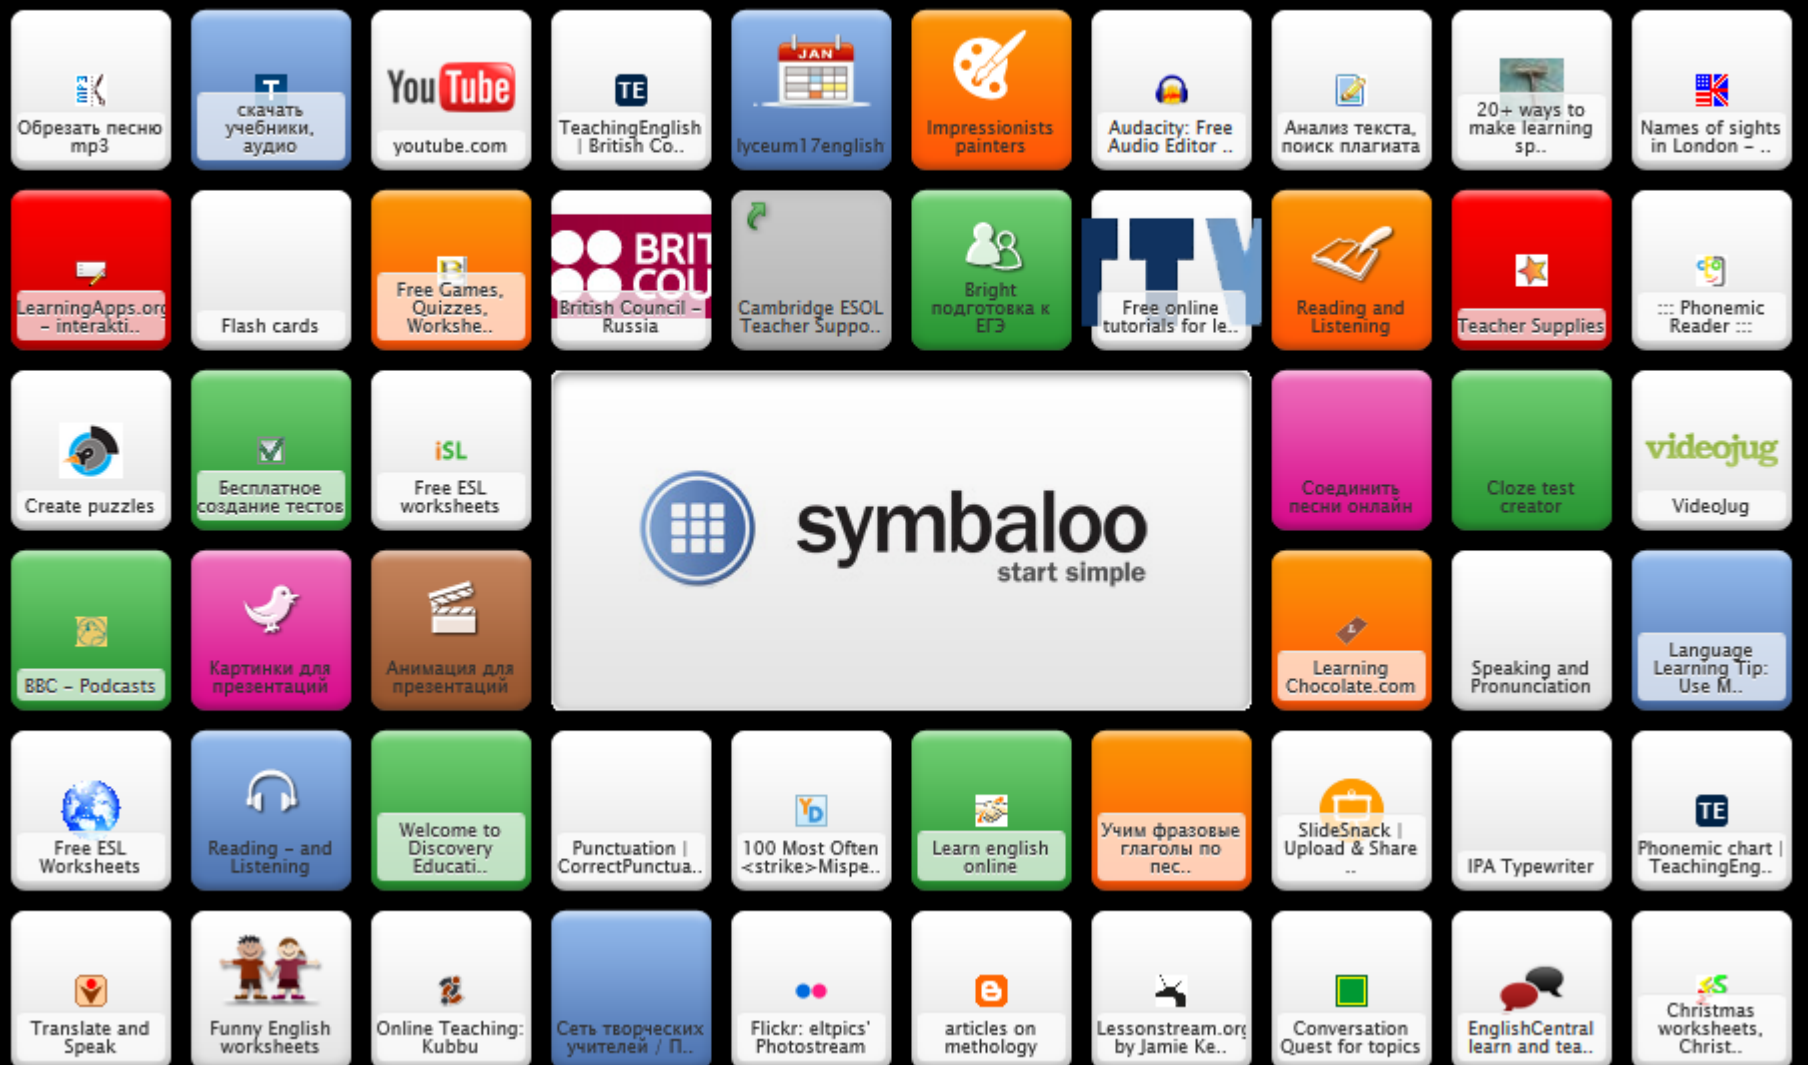 MP3
Обрезать песню
mp3
T
скачать
учебники,
аудио
YouTube
youtube.com
TE
TeachingEnglish
| British Co..
JAN
lyceum17english
Impressionists
painters
Audacity: Free
Audio Editor ..
Анализ текста,
поиск плагиата
20+ ways to
make learning
sp..
Names of sights
in London – ..
LearningApps.org
– interakti..
Flash cards
Free Games,
Quizzes,
Workshe..
BRIT
COU
British Council –
Russia
Cambridge ESOL
Teacher Suppo..
Bright
подготовка к
ЕГЭ
Free online
tutorials for le..
Reading and
Listening
Teacher Supplies
::: Phonemic
Reader :::
Create puzzles
Бесплатное
создание тестов
iSL
Free ESL
worksheets
symbaloo
start simple
Соединить
песни онлайн
Cloze test
creator
videojug
VideoJug
BBC – Podcasts
Картинки для
презентаций
Анимация для
презентаций
Learning
Chocolate.com
Speaking and
Pronunciation
Language
Learning Tip:
Use M..
Free ESL
Worksheets
Reading – and
Listening
Welcome to
Discovery
Educati..
Punctuation |
CorrectPunctua..
YD
100 Most Often
<strike>Mispe..
Learn english
online
Учим фразовые
глаголы по
пес..
SlideSnack |
Upload & Share
..
IPA Typewriter
TE
Phonemic chart |
TeachingEng..
Translate and
Speak
Funny English
worksheets
Online Teaching:
Kubbu
Сеть творческих
учителей / П..
Flickr: eltpics'
Photostream
articles on
methology
Lessonstream.org
by Jamie Ke..
Conversation
Quest for topics
EnglishCentral
learn and tea..
Christmas
worksheets,
Christ..